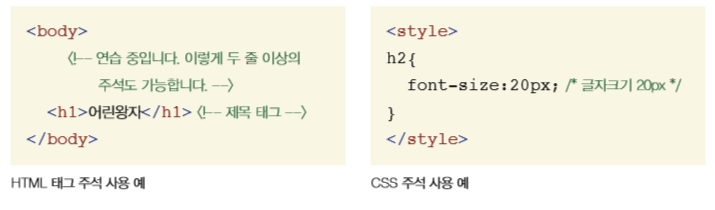 <body>
<!-- 연습 중입니다. 이렇게 두 줄 이상의
주석도 가능합니다. -->
<h1>어린왕자</h1> <!-- 제목 태그 -->
</body>
HTML 태그 주석 사용 예
<style>
h2{
font-size:20px; /* 글자크기 20px */
}
</style>
CSS 주석 사용 예